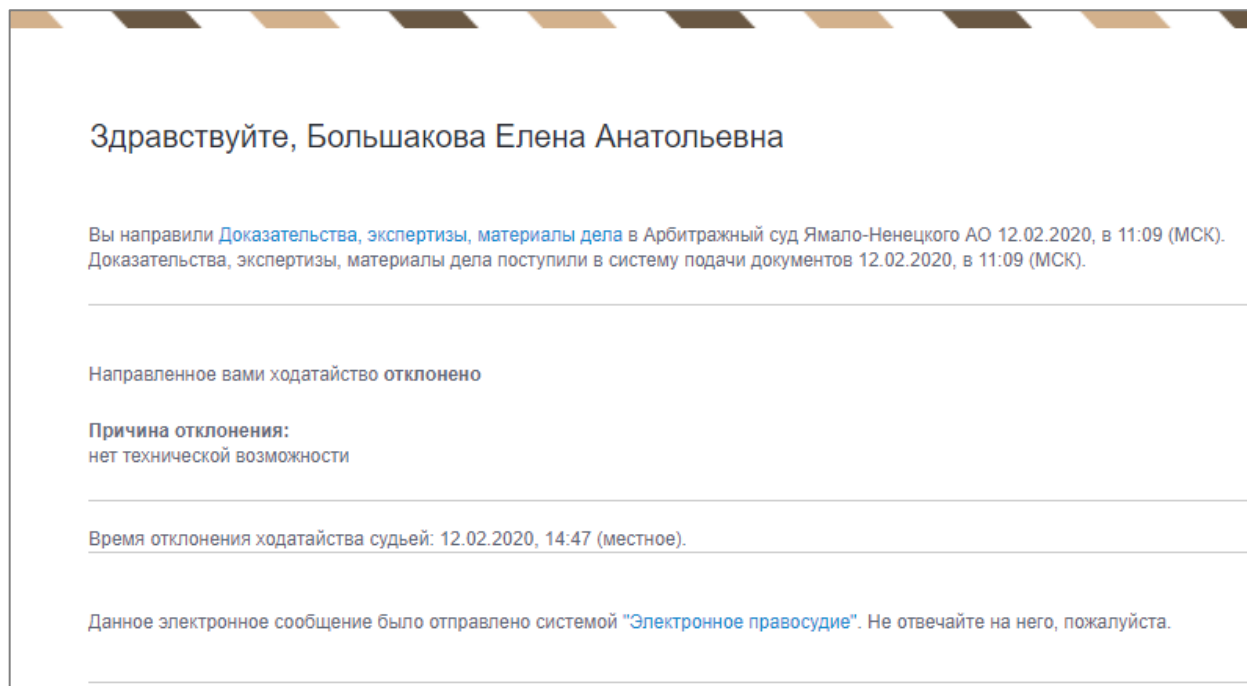 Здравствуйте, Большакова Елена Анатольевна
Вы направили Доказательства, экспертизы, материалы дела в Арбитражный суд Ямало-Ненецкого АО 12.02.2020, в 11:09 (МСК).
Доказательства, экспертизы, материалы дела поступили в систему подачи документов 12.02.2020, в 11:09 (МСК).
Направленное вами ходатайство отклонено
Причина отклонения:
нет технической возможности
Время отклонения ходатайства судьей: 12.02.2020, 14:47 (местное).
Данное электронное сообщение было отправлено системой "Электронное правосудие". Не отвечайте на него, пожалуйста.